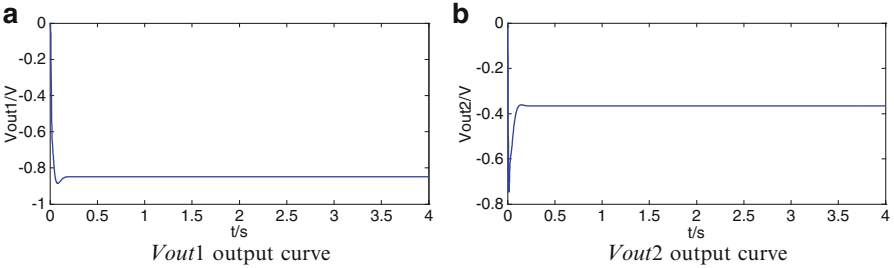 a
0
-0.2
-0.4
-0.6
-0.8
-1
Vout1/V
0 0.5 1 1.5 2 2.5 3 3.5 4
t/s
Vout1 output curve
b
0
-0.2
-0.4
-0.6
-0.8
Vout2/V
0 0.5 1 1.5 2 2.5 3 3.5 4
t/s
Vout2 output curve